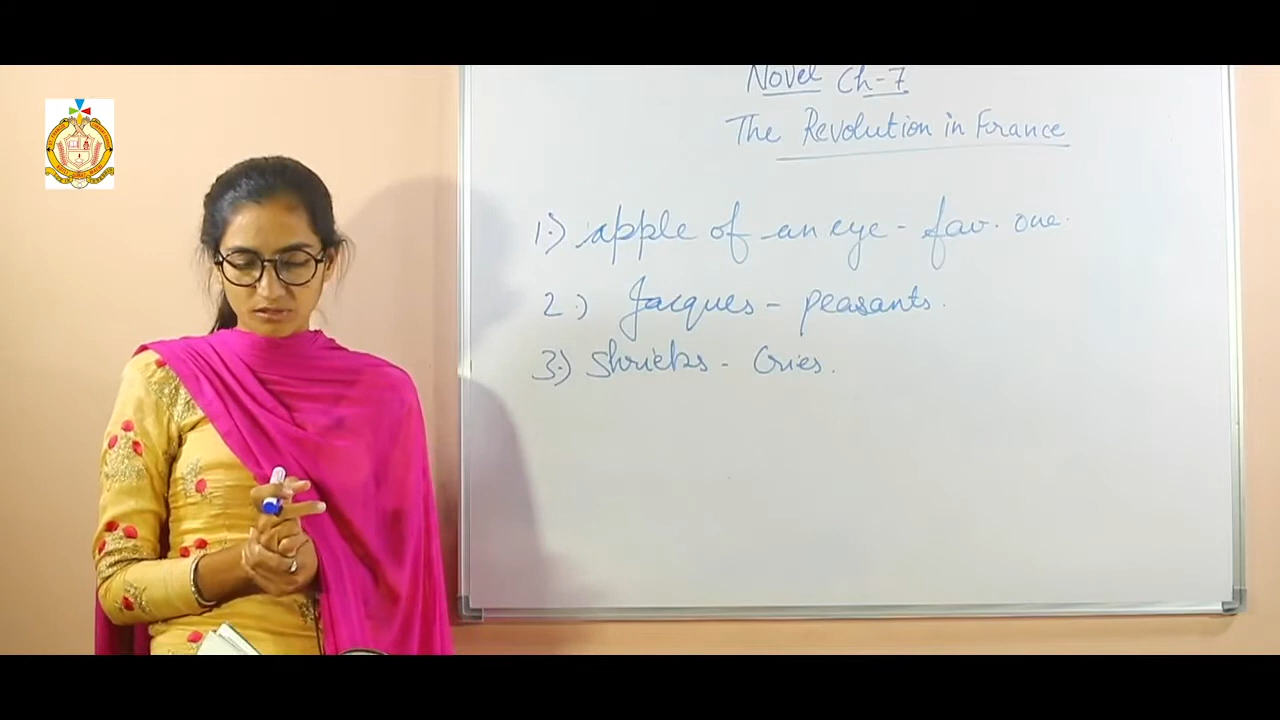 Novel Ch-7
The Revolution in France
1.) apple of an eye - fav. one.
2.) Jacques - peasants.
3.) Shrieks - Cries.